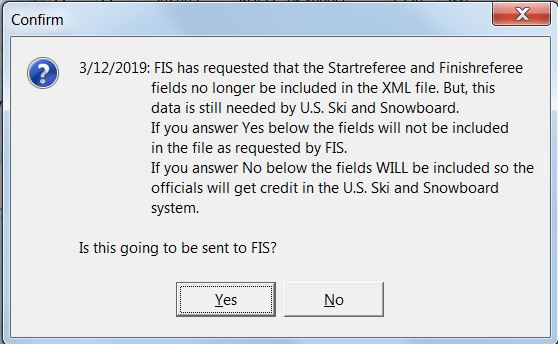 Confirm
3/12/2019: FIS has requested that the Startreferee and Finishreferee
fields no longer be included in the XML file. But, this
data is still needed by U.S. Ski and Snowboard.
If you answer Yes below the fields will not be included
in the file as requested by FIS.
If you answer No below the fields WILL be included so the
officials will get credit in the U.S. Ski and Snowboard
system.
Is this going to be sent to FIS?
Yes
No